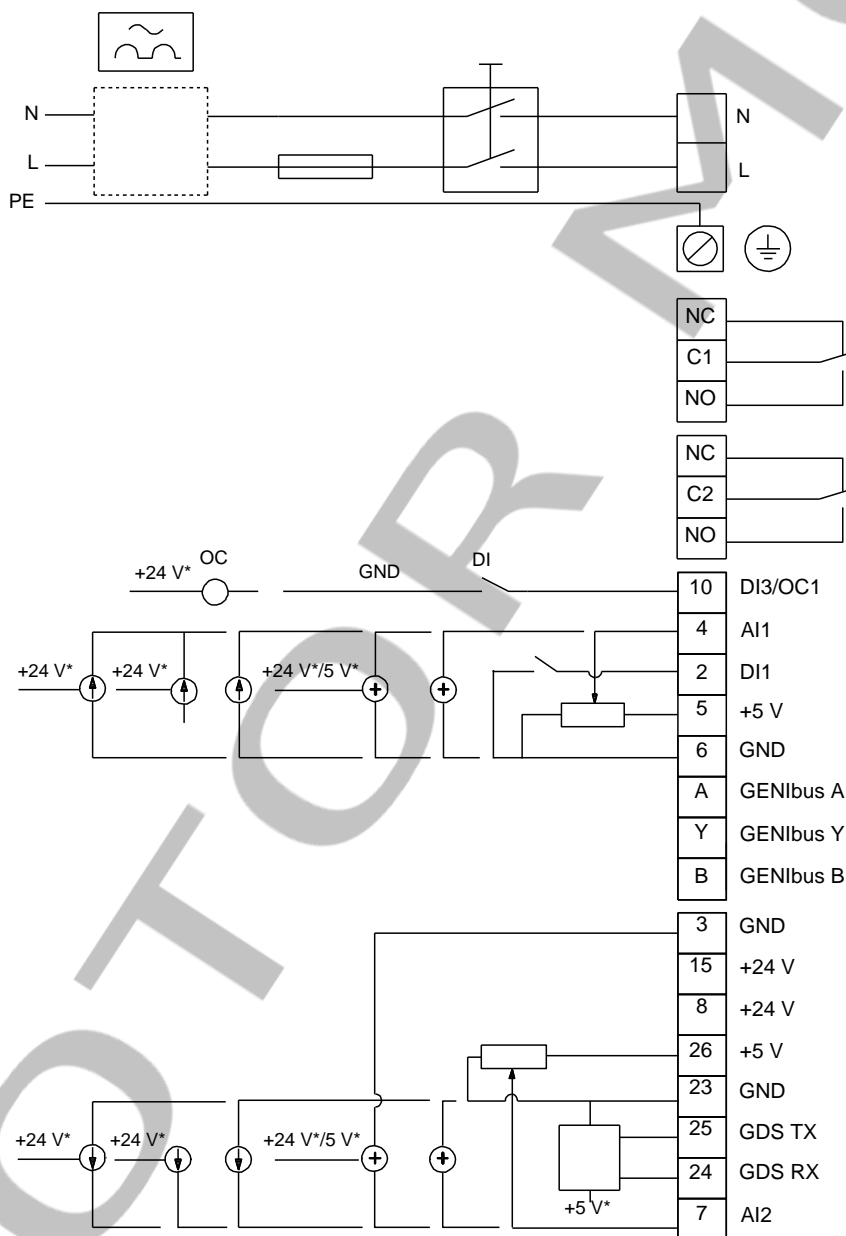 N
N
L
L
PE
NC
C1
NO
NC
C2
NO
+24 V* OC GND DI 10 DI3/OC1
4 AI1
+24 V* +24 V* +24 V*/5 V* 2 DI1
5 +5 V
6 GND
A GENIbus A
Y GENIbus Y
B GENIbus B
3 GND
15 +24 V
8 +24 V
26 +5 V
23 GND
+24 V* +24 V* +24 V*/5 V* 25 GDS TX
24 GDS RX
+5 V* 7 AI2
OTOR M